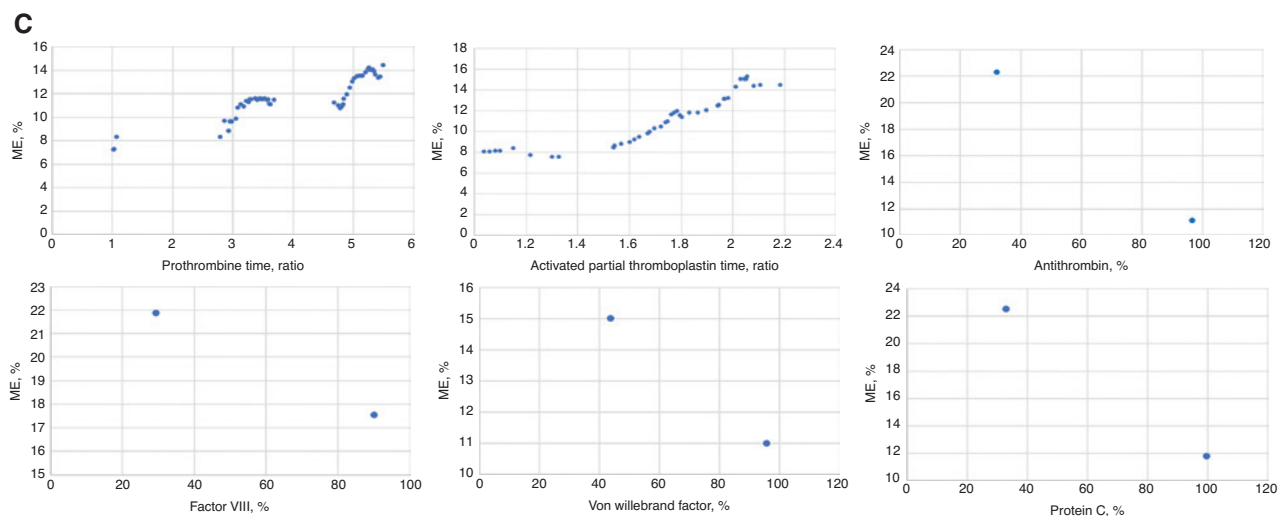 C
16
14
12
10
8
6
4
2
0
ME, %
0 1 2 3 4 5 6
Prothrombine time, ratio
18
16
14
12
10
8
6
4
2
0
ME, %
0 1.2 1.4 1.6 1.8 2 2.2 2.4
Activated partial thromboplastin time, ratio
24
22
20
18
16
14
12
10
ME, %
0 20 40 60 80 100 120
Antithrombin, %
23
22
21
20
19
18
17
16
15
ME, %
0 20 40 60 80 100
Factor VIII, %
16
15
14
13
12
11
10
ME, %
0 20 40 60 80 100 120
Von willebrand factor, %
24
22
20
18
16
14
12
10
ME, %
0 20 40 60 80 100 120
Protein C, %